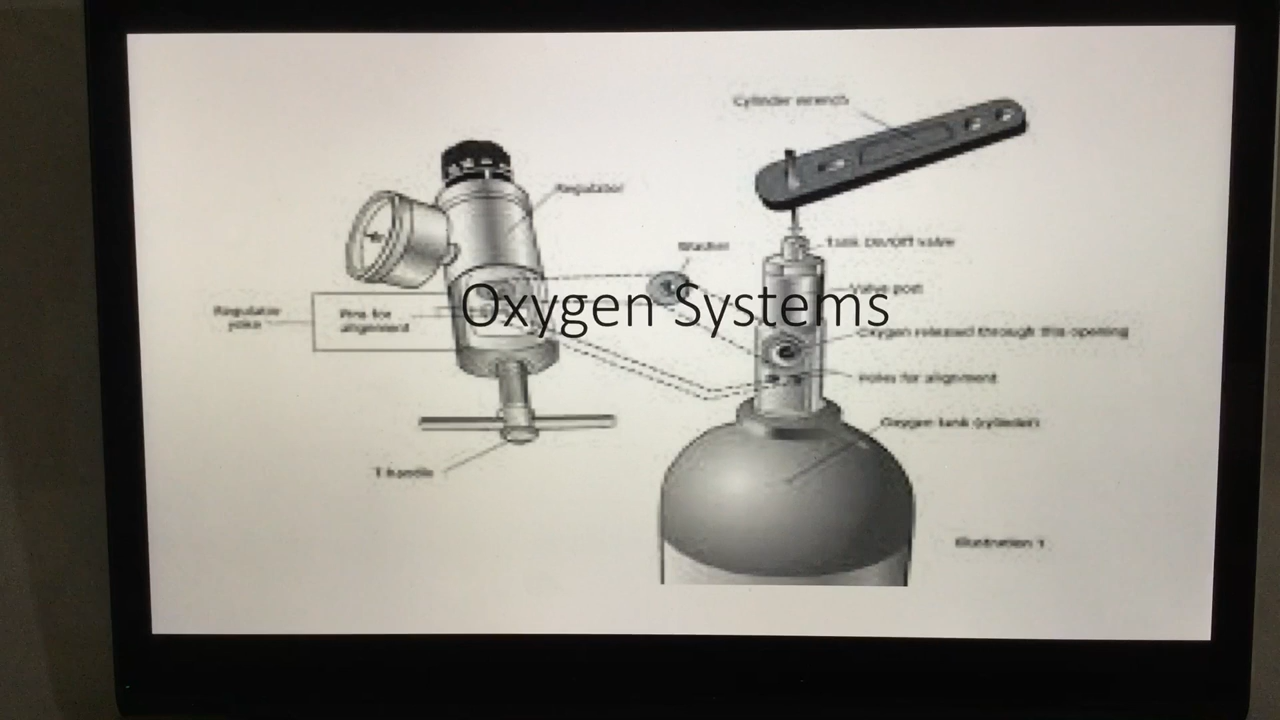 Cylinder wrench
Regulator
Washer
Tank On/Off valve
Valve post
Oxygen Systems
Regulator
yoke
Pins for
alignment
Oxygen released through this opening
Holes for alignment
Oxygen tank (cylinder)
T handle
Illustration 1